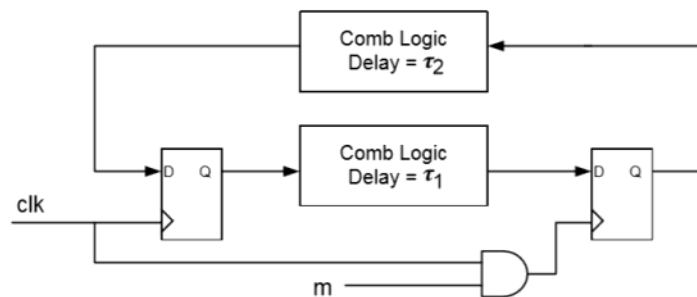 Comb Logic
Delay = τ2
D Q
Comb Logic
Delay = τ1
D Q
clk
m